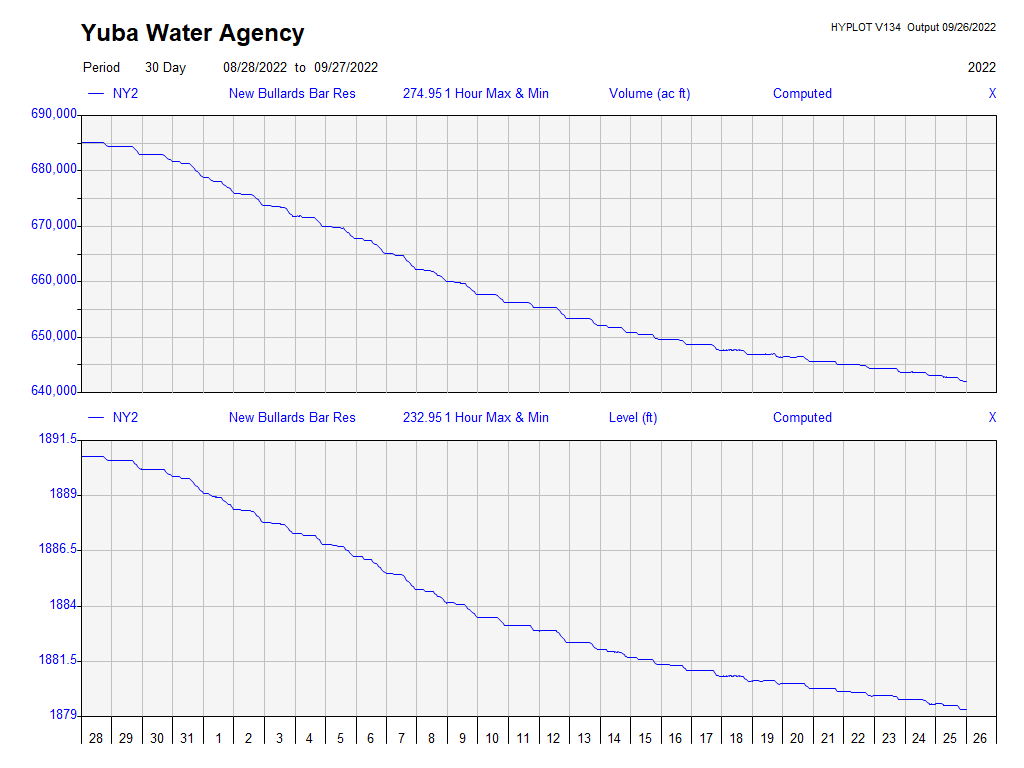 Yuba Water Agency
HYPLOT V134 Output 09/26/2022
Period 30 Day 08/28/2022 to 09/27/2022 2022
NY2 New Bullards Bar Res 274.95 1 Hour Max & Min Volume (ac ft) Computed X
690,000
680,000
670,000
660,000
650,000
640,000
NY2 New Bullards Bar Res 232.95 1 Hour Max & Min Level (ft) Computed X
1891.5
1889
1886.5
1884
1881.5
1879
28 29 30 31 1 2 3 4 5 6 7 8 9 10 11 12 13 14 15 16 17 18 19 20 21 22 23 24 25 26